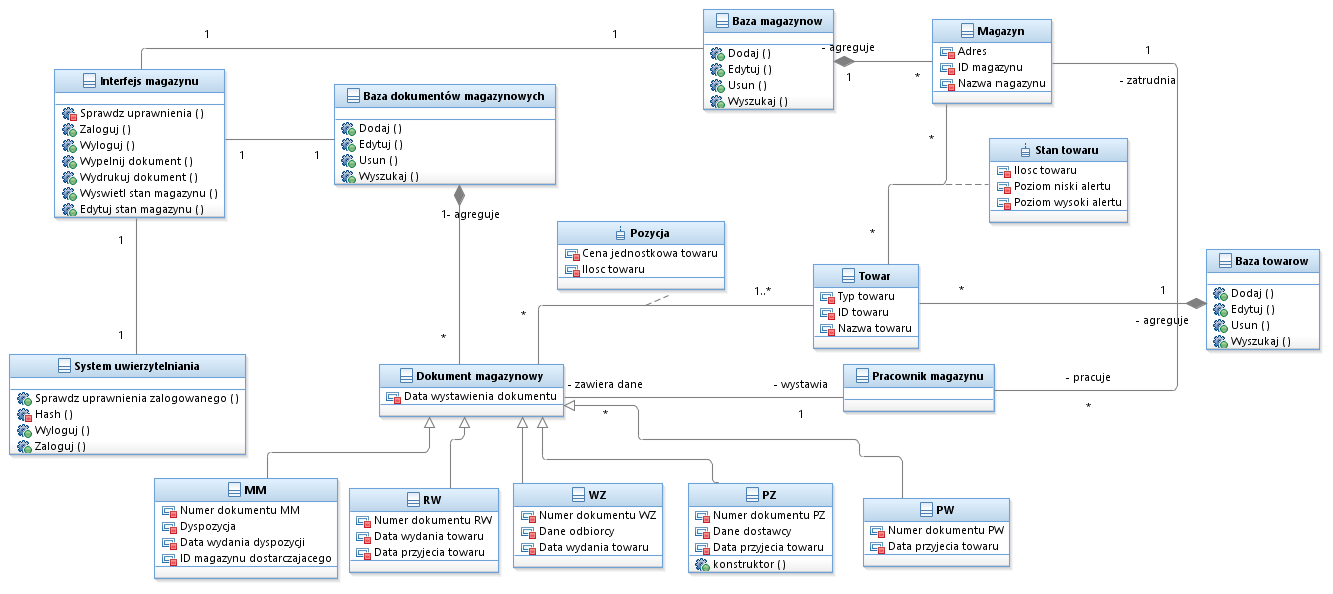 Baza magazynow
Dodaj ( )
Edytuj ( )
Usun ( )
Wyszukaj ( )
1
1
- agreguje
1
*
Magazyn
Adres
ID magazynu
Nazwa nagazynu
1
- zatrudnia
Interfejs magazynu
Sprawdz uprawnienia ( )
Zaloguj ( )
Wyloguj ( )
Wypelnij dokument ( )
Wydrukuj dokument ( )
Wyswietl stan magazynu ( )
Edytuj stan magazynu ( )
1
1
Baza dokumentów magazynowych
Dodaj ( )
Edytuj ( )
Usun ( )
Wyszukaj ( )
1- agreguje
*
*
*
Stan towaru
Ilosc towaru
Poziom niski alertu
Poziom wysoki alertu
Pozycja
Cena jednostkowa towaru
Ilosc towaru
1..*
*
Towar
Typ towaru
ID towaru
Nazwa towaru
*
1
- agreguje
Baza towarow
Dodaj ( )
Edytuj ( )
Usun ( )
Wyszukaj ( )
1
1
System uwierzytelniania
Sprawdz uprawnienia zalogowanego ( )
Hash ( )
Wyloguj ( )
Zaloguj ( )
Dokument magazynowy
Data wystawienia dokumentu
- zawiera dane
*
- wystawia
1
Pracownik magazynu
- pracuje
*
MM
Numer dokumentu MM
Dyspozycja
Data wydania dyspozycji
ID magazynu dostarczajacego
RW
Numer dokumentu RW
Data wydania towaru
Data przyjecia towaru
WZ
Numer dokumentu WZ
Dane odbiorcy
Data wydania towaru
PZ
Numer dokumentu PZ
Dane dostawcy
Data przyjecia towaru
konstruktor ( )
PW
Numer dokumentu PW
Data przyjecia towaru